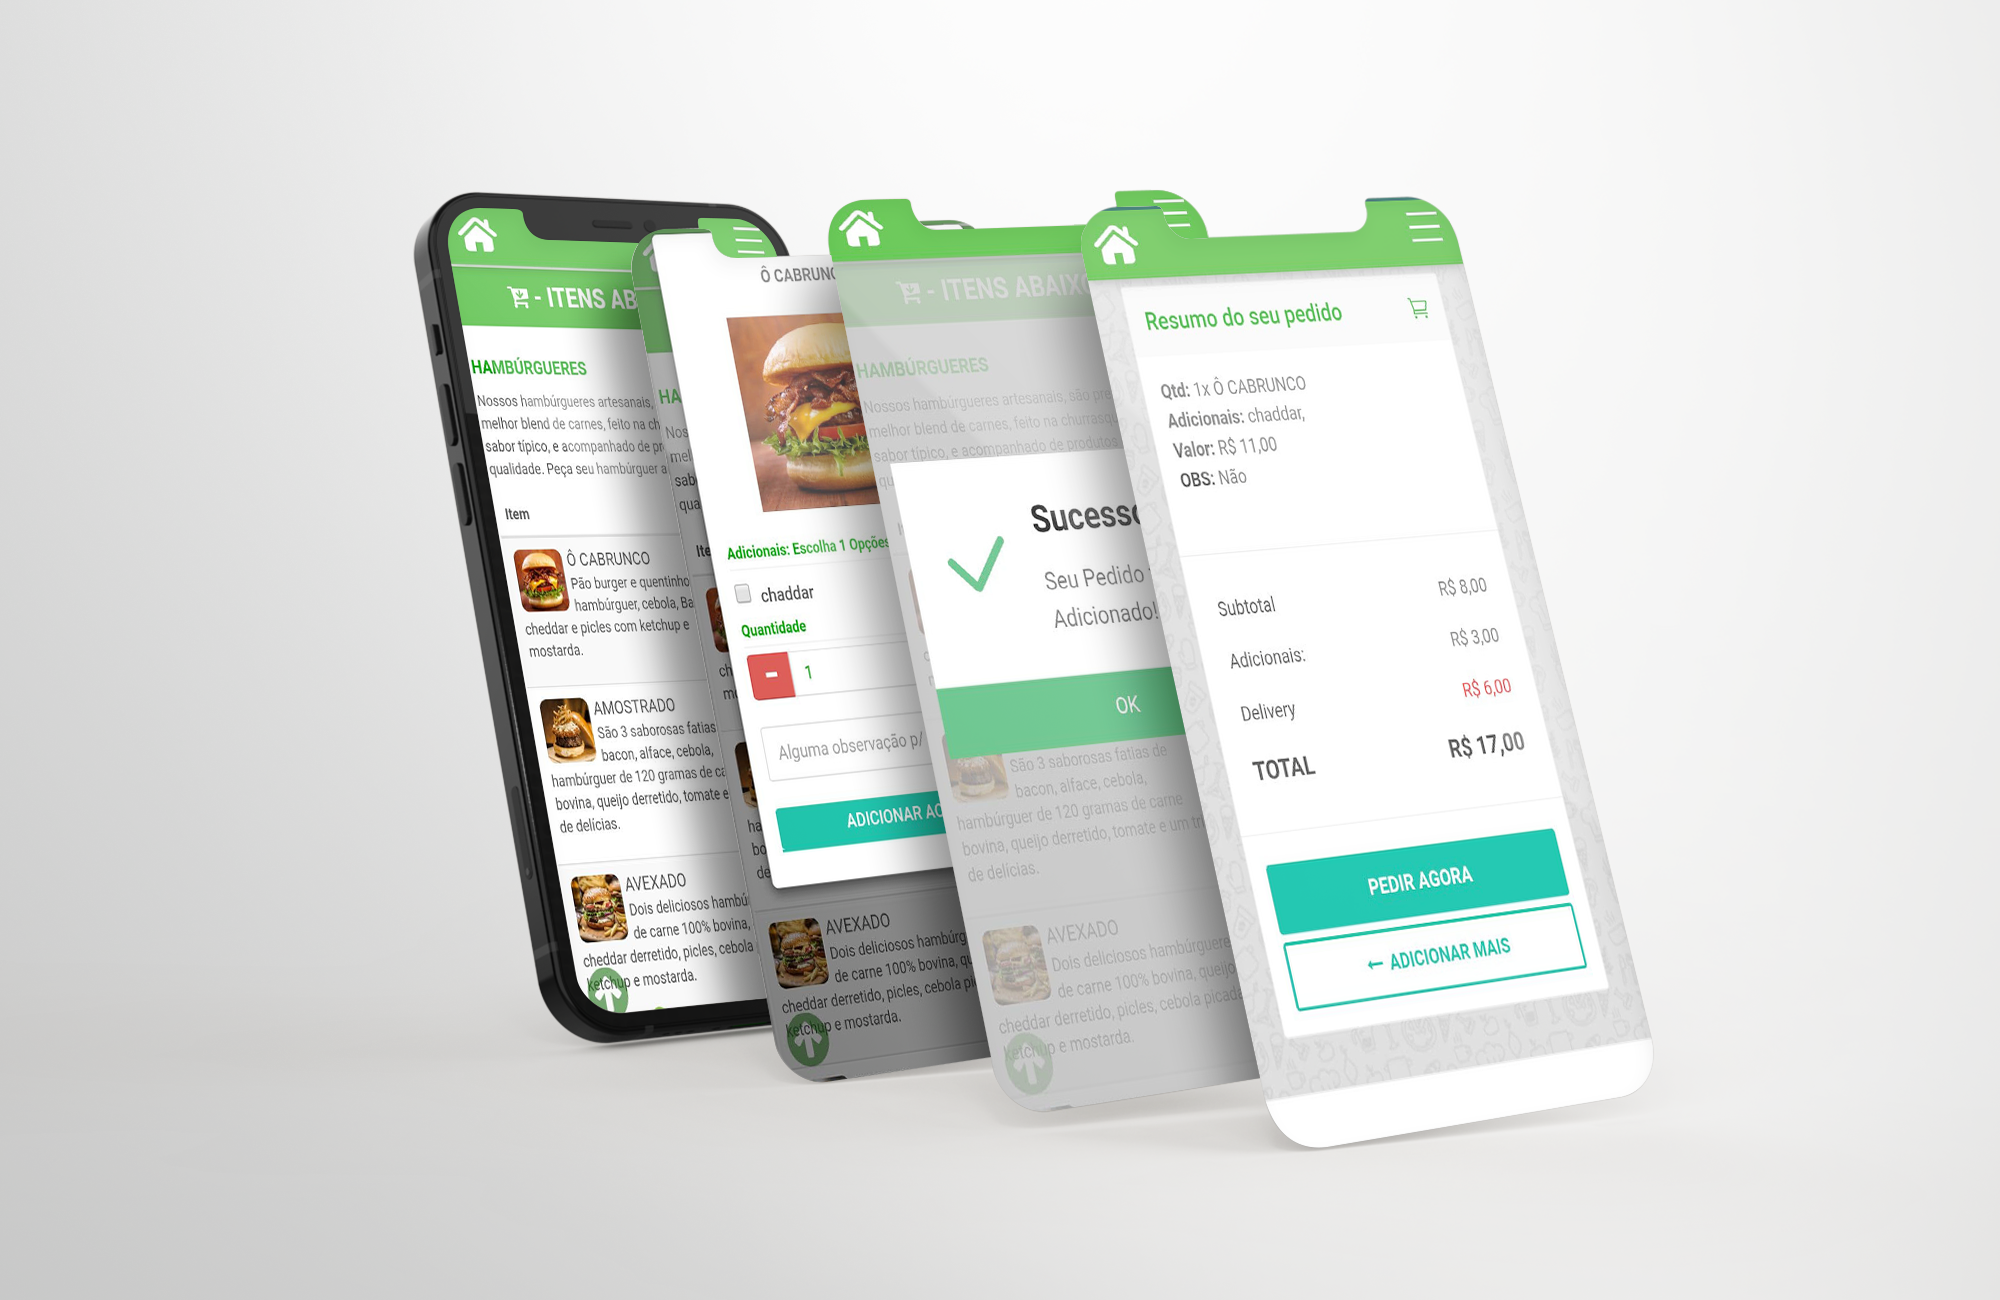 - ITENS AB
HAMBÚRGUERES
Nossos hambúrgueres artesanais,
melhor blend de carnes, feito na
sabor típico, e acompanhado de
qualidade. Peça seu hambúrguer
Item
Ô CABRUNCO
Pão burger e quentinho
hambúrguer, cebola, Ba
cheddar e picles com ketchup e
mostarda.
AMOSTRADO
São 3 saborosas fatias
bacon, alface, cebola,
hambúrguer de 120 gramas de
bovina, queijo derretido, tomate e
de delícias.
AVEXADO
Dois deliciosos
de carne 100% bovina,
cheddar derretido, picles, cebola
ketchup e mostarda.
HA
Nos
mel
sab
qua
Ite
Ô CABRUNC
Adicionais: Escolha 1 Opções
chaddar
Quantidade
- 1
Alguma observação p/
ADICIONAR AO
AVEXADO
Dois deliciosos hambúrg
de carne 100% bovina, qu
cheddar derretido, picles, cebola
ketchup e mostarda.
- ITENS ABAIXO
HAMBÚRGUERES
Nossos hambúrgueres artesanais, são
melhor blend de carnes, feito na
sabor típico, e acompanhado de produtos
Sucesso
Seu Pedido
Adicionado!
OK
São 3 saborosas fatias de
bacon, alface, cebola,
hambúrguer de 120 gramas de carne
bovina, queijo derretido, tomate e um
de delícias.
AVEXADO
Dois deliciosos hambúrguere
de carne 100% bovina, queijo
cheddar derretido, picles, cebola picada
ketchup e mostarda.
Resumo do seu pedido
Qtd: 1x Ô CABRUNCO
Adicionais: chaddar,
Valor: R$ 11,00
OBS: Não
Subtotal R$ 8,00
Adicionais: R$ 3,00
Delivery R$ 6,00
TOTAL R$ 17,00
PEDIR AGORA
← ADICIONAR MAIS